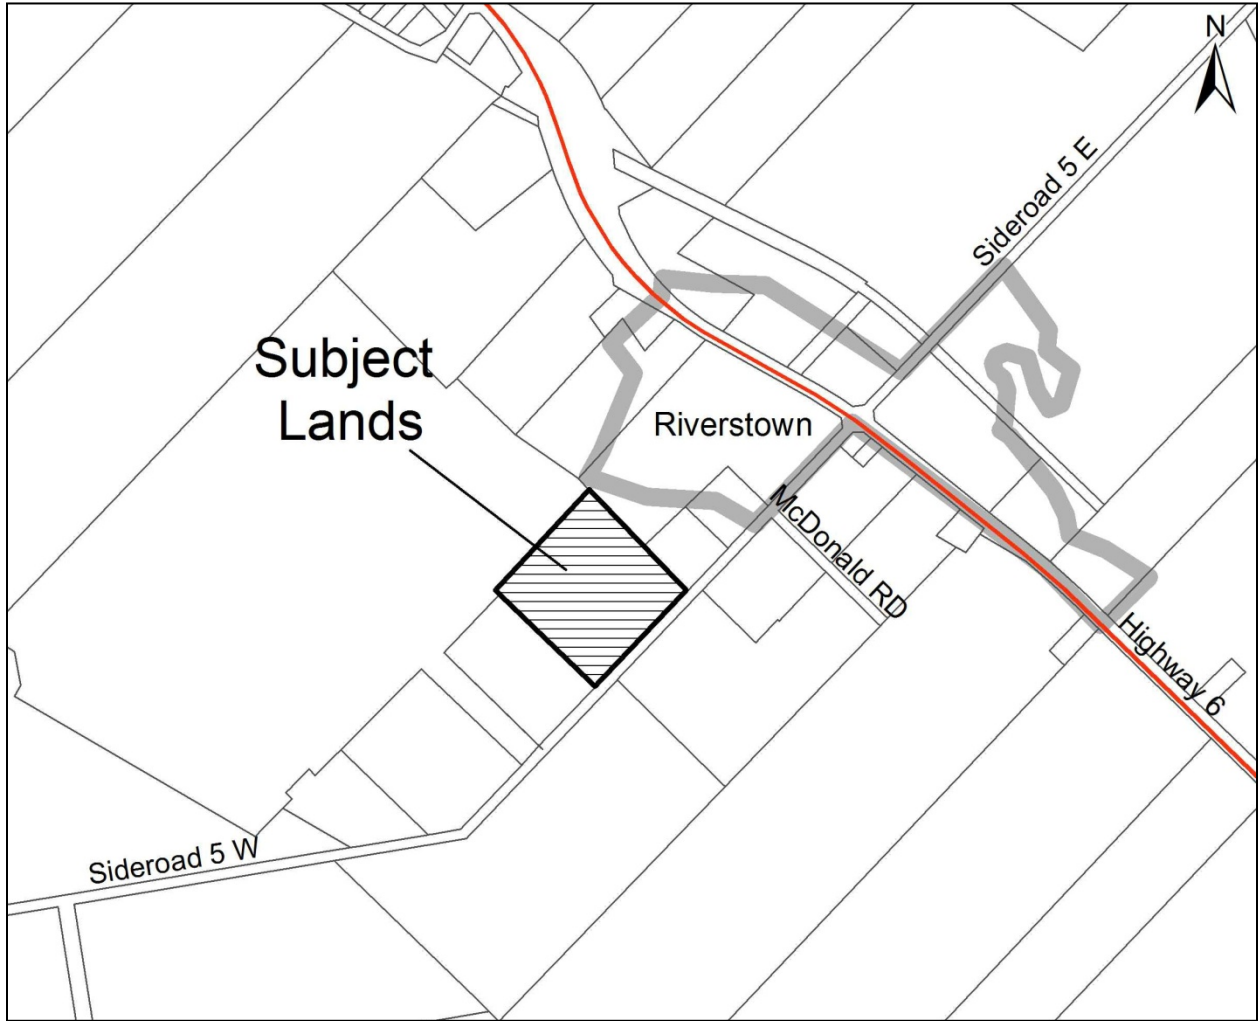 N
Sideroad 5 E
Subject
Lands
Riverstown
McDonald RD
Highway 6
Sideroad 5 W